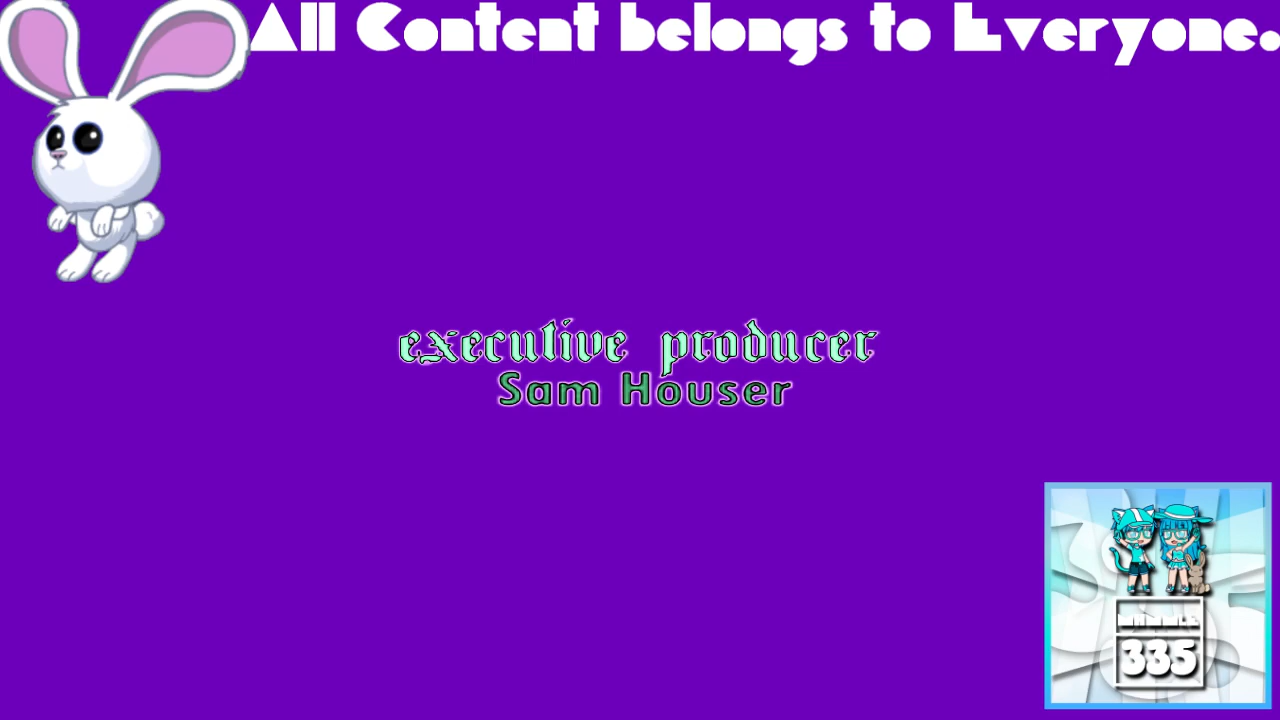 All Content belongs to Everyone.
executive producer
Sam Houser
335